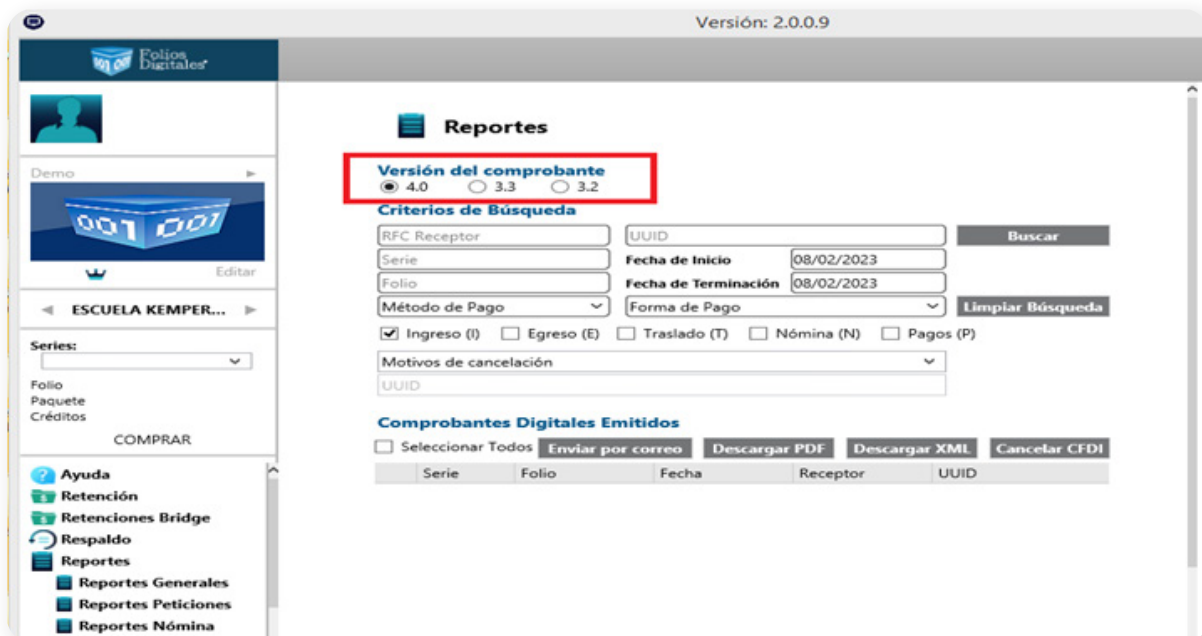 Versión: 2.0.0.9
Folios
Digitales
Demo
001 001
Editar
ESCUELA KEMPER...
Series:
Folio
Paquete
Créditos
COMPRAR
Ayuda
Retención
Retenciones Bridge
Respaldo
Reportes
Reportes Generales
Reportes Peticiones
Reportes Nómina
Reportes
Versión del comprobante
4.0 3.3 3.2
Criterios de Búsqueda
RFC Receptor UUID Buscar
Serie Fecha de Inicio 08/02/2023
Folio Fecha de Terminación 08/02/2023
Método de Pago Forma de Pago Limpiar Búsqueda
Ingreso (I) Egreso (E) Traslado (T) Nómina (N) Pagos (P)
Motivos de cancelación
UUID
Comprobantes Digitales Emitidos
Seleccionar Todos Enviar por correo Descargar PDF Descargar XML Cancelar CFDI
Serie Folio Fecha Receptor UUID